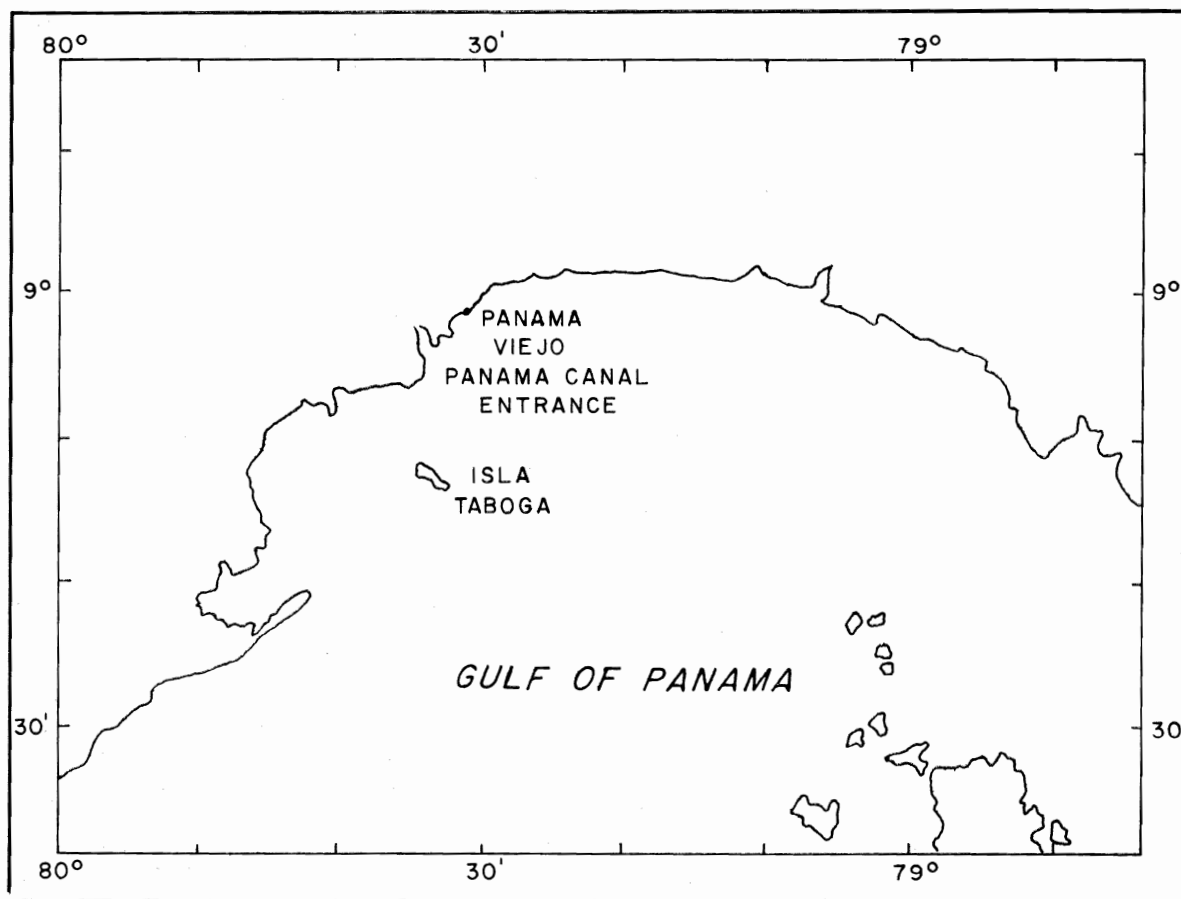 80° 30' 79°
9° 9°
PANAMA
VIEJO
PANAMA CANAL
ENTRANCE
ISLA
TABOGA
GULF OF PANAMA
30' 30
80° 30' 79°